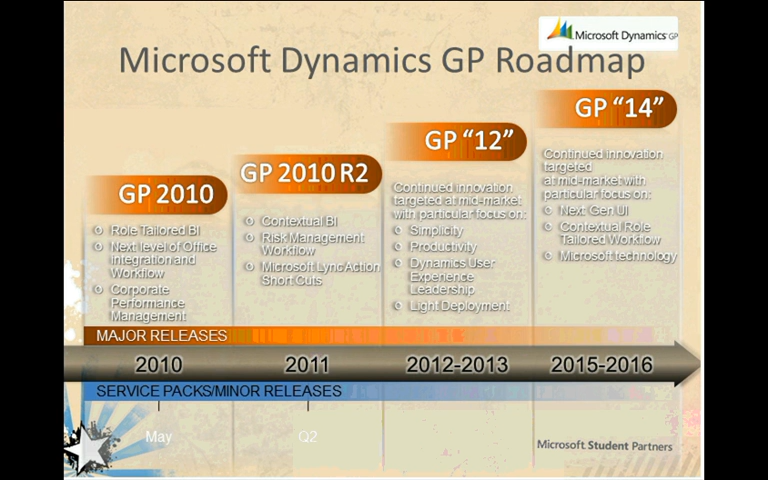 Microsoft Dynamics GP
Microsoft Dynamics GP Roadmap
GP 2010
Role Tailored BI
Next level of Office
integration and
Workflow
Corporate
Performance
Management
GP 2010 R2
Contextual BI
Risk Management
Workflow
Microsoft Lync Action
Short Cuts
GP “12”
Continued innovation
targeted at mid-market
with particular focus on:
Simplicity
Productivity
Dynamics User
Experience
Leadership
Light Deployment
GP “14”
Continued innovation
targeted
at mid-market with
particular focus on:
Next Gen UI
Contextual Role
Tailored Workflow
Microsoft technology
MAJOR RELEASES
2010
2011
2012-2013
2015-2016
SERVICE PACKS/MINOR RELEASES
May
Q2
Microsoft Student Partners